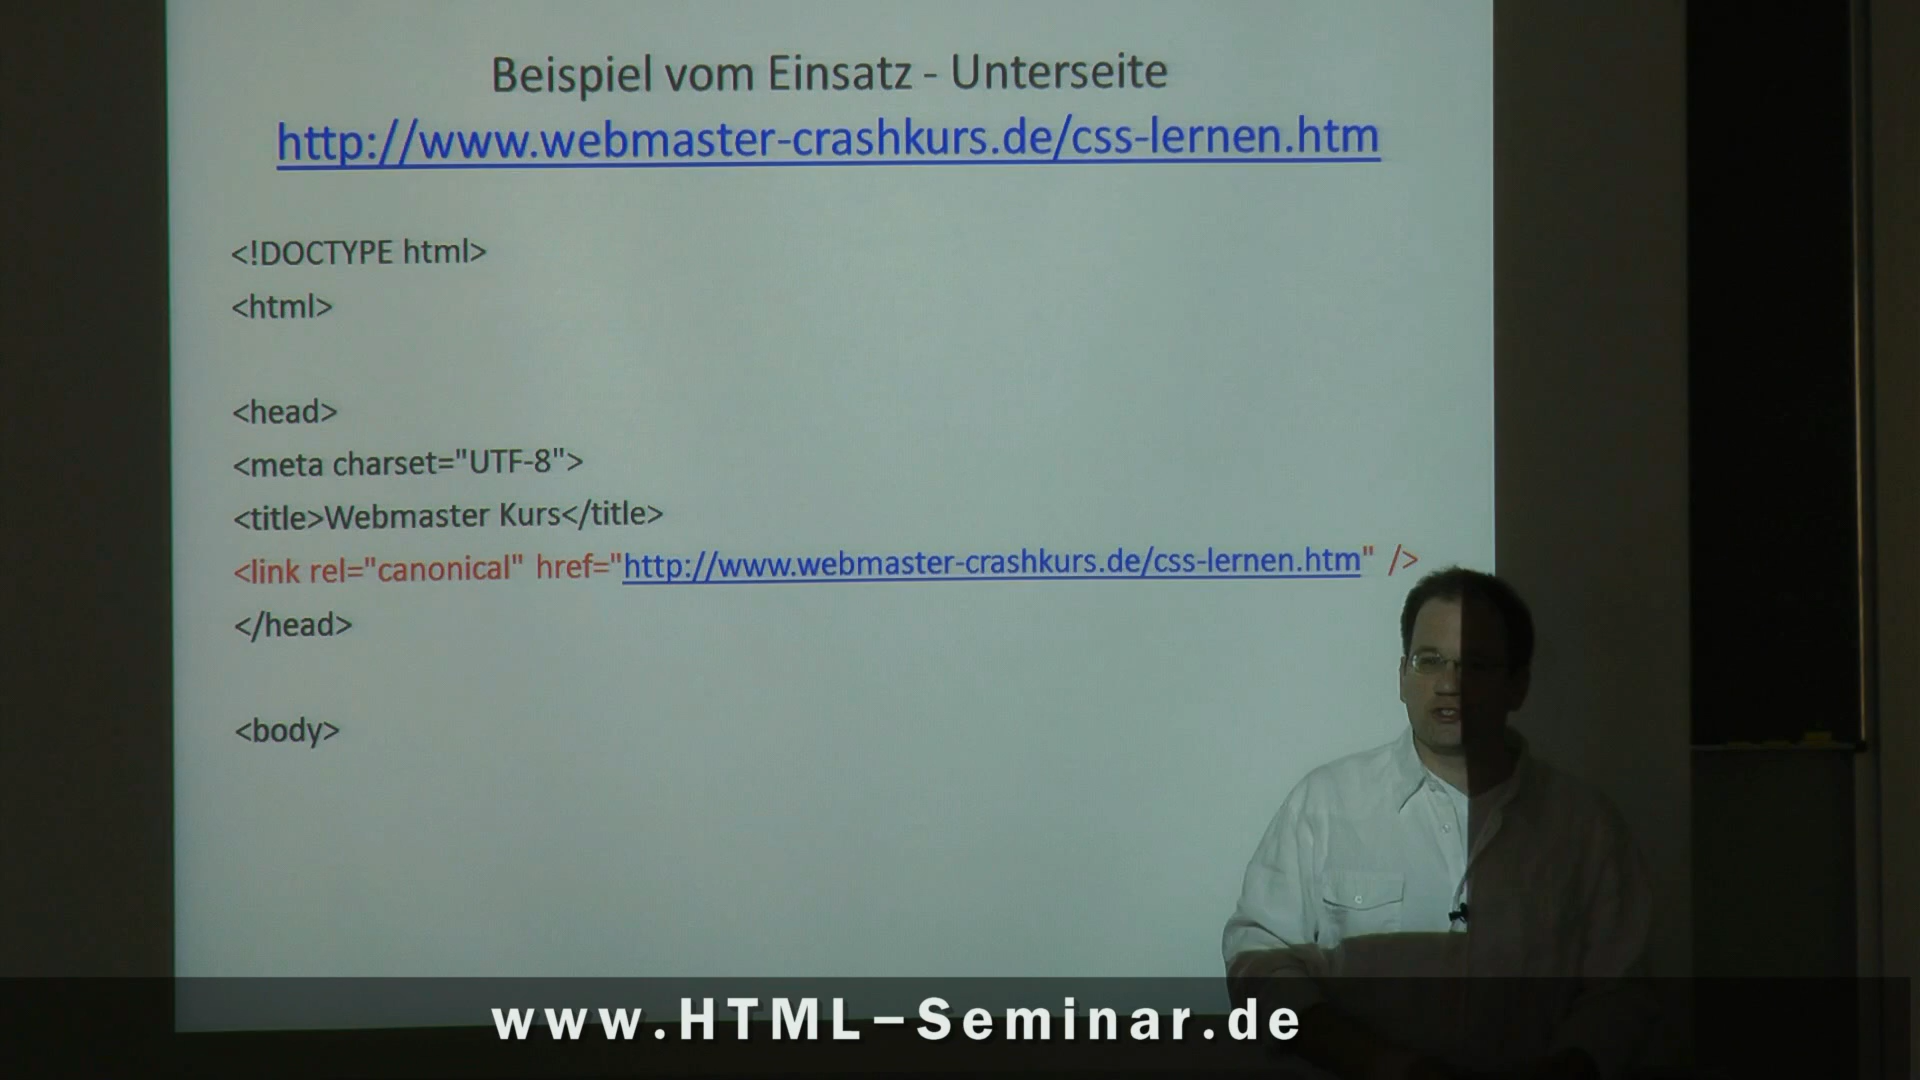 Beispiel vom Einsatz - Unterseite
http://www.webmaster-crashkurs.de/css-lernen.htm
<!DOCTYPE html>
<html>
<head>
<meta charset="UTF-8">
<title>Webmaster Kurs</title>
<link rel="canonical" href="http://www.webmaster-crashkurs.de/css-lernen.htm" />
</head>
<body>
www.HTML-Seminar.de